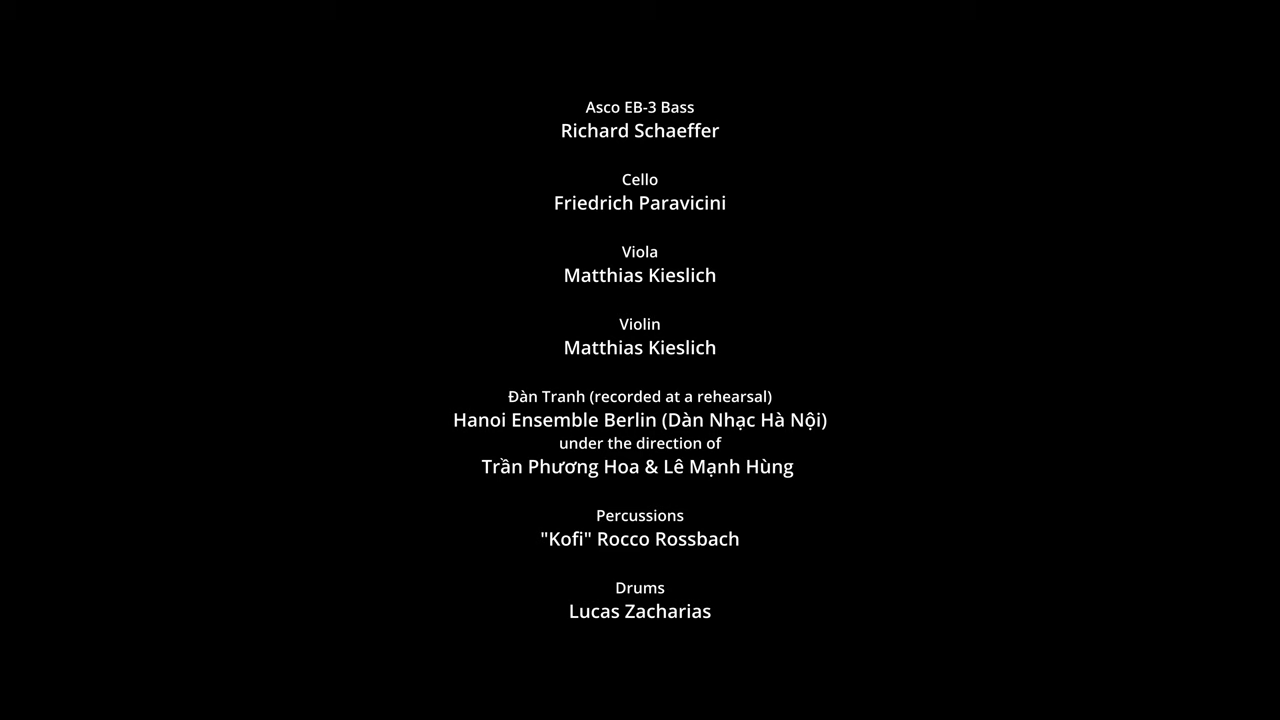 Asco EB-3 Bass
Richard Schaeffer
Cello
Friedrich Paravicini
Viola
Matthias Kieslich
Violin
Matthias Kieslich
Đàn Tranh (recorded at a rehearsal)
Hanoi Ensemble Berlin (Dàn Nhạc Hà Nội)
under the direction of
Trần Phương Hoa & Lê Mạnh Hùng
Percussions
"Kofi" Rocco Rossbach
Drums
Lucas Zacharias